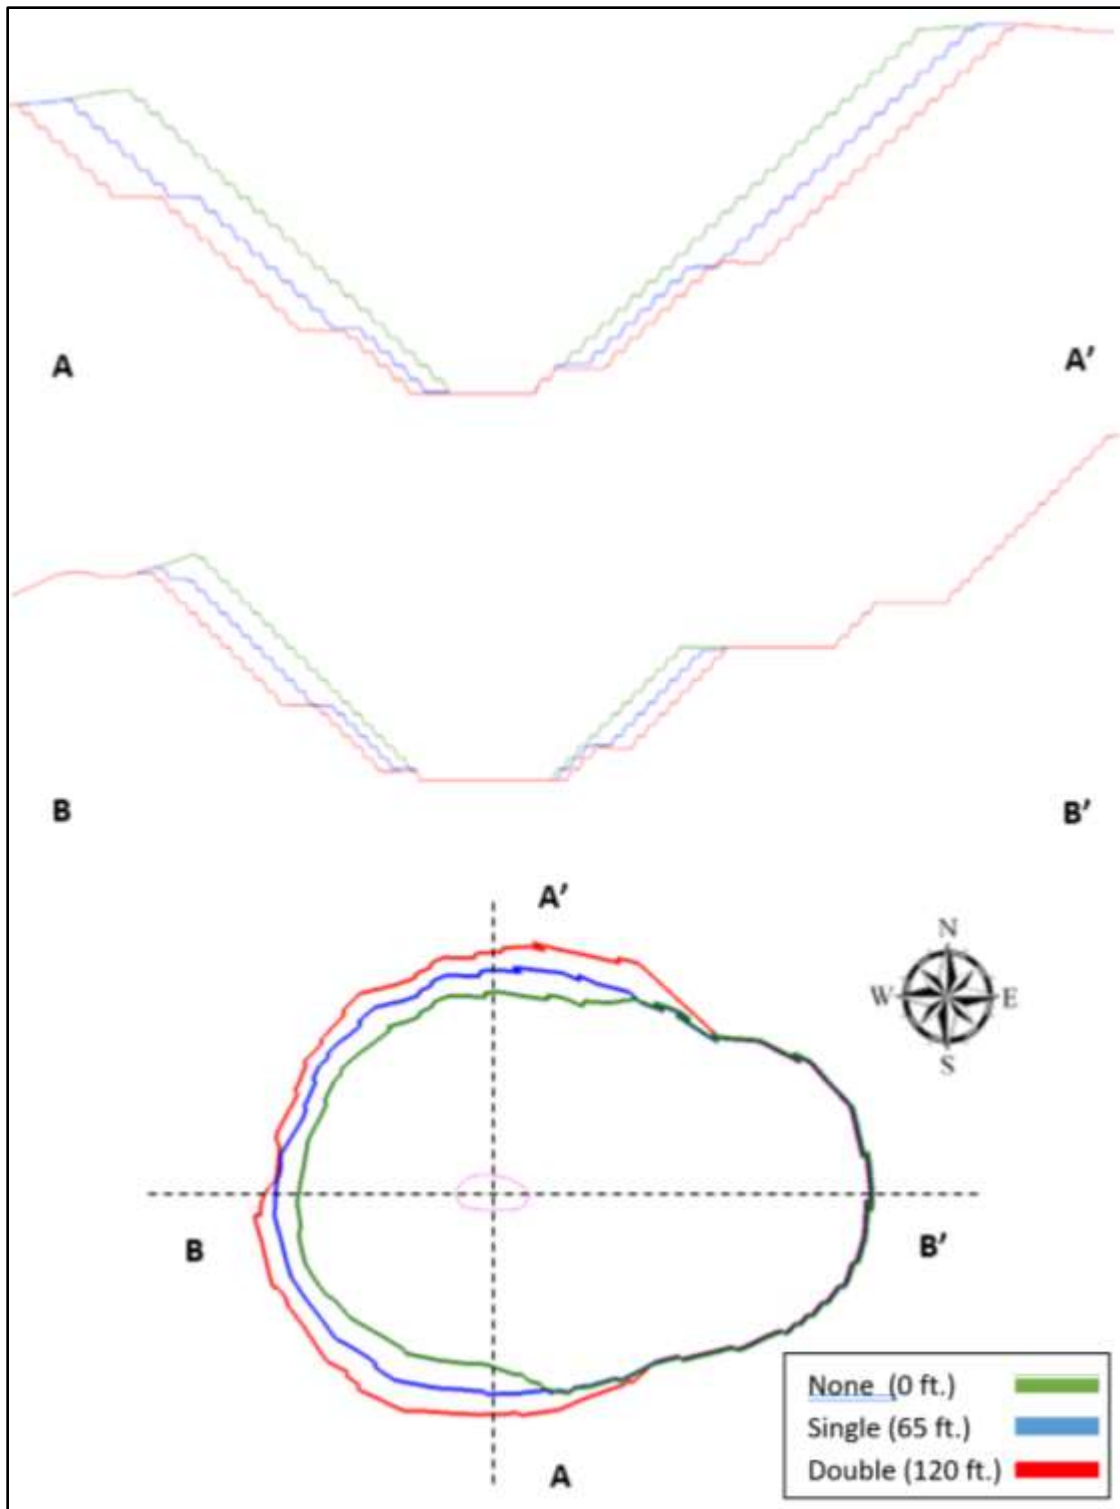 A
A’
B
B’
A’
N
W
E
S
B
B’
None (0 ft.)
Single (65 ft.)
Double (120 ft.)
A